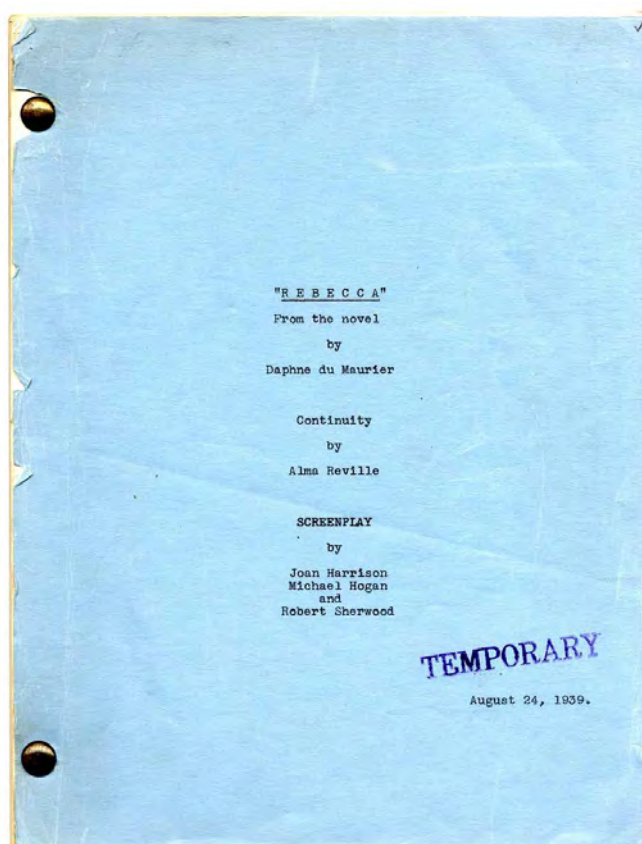 "R E B E C C A"
From the novel
by
Daphne du Maurier
Continuity
by
Alma Reville
SCREENPLAY
by
Joan Harrison
Michael Hogan
and
Robert Sherwood
TEMPORARY
August 24, 1939.